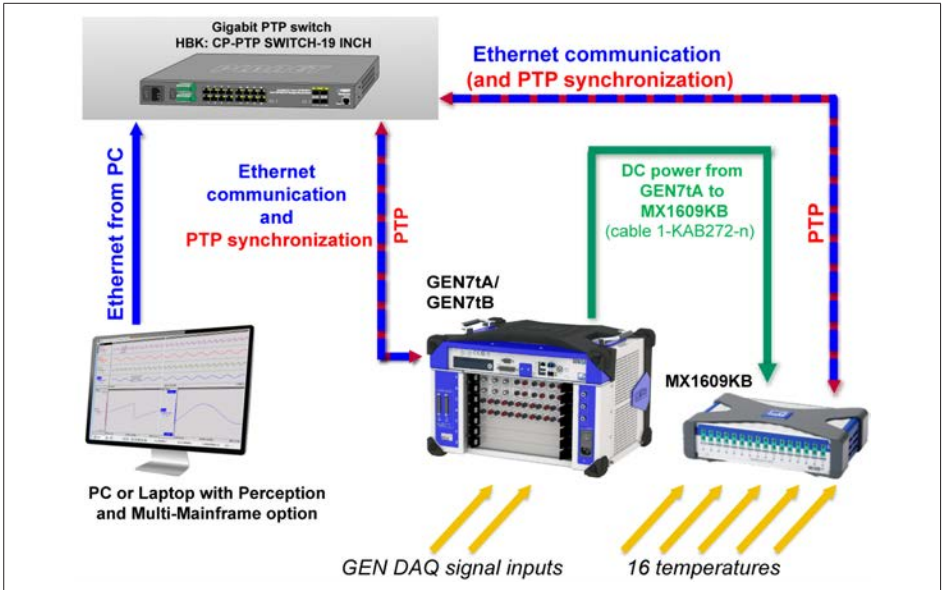 Gigabit PTP switch
HBK: CP-PTP SWITCH-19 INCH
Ethernet communication
(and PTP synchronization)
Ethernet from PC
Ethernet
communication
and
PTP synchronization
PTP
DC power from
GEN7tA to
MX1609KB
(cable 1-KAB272-n)
PTP
GEN7tA/
GEN7tB
MX1609KB
PC or Laptop with Perception
and Multi-Mainframe option
GEN DAQ signal inputs
16 temperatures